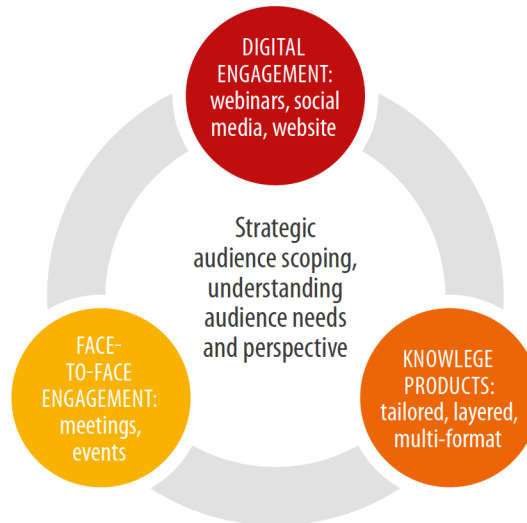 DIGITAL
ENGAGEMENT:
webinars, social
media, website
Strategic
audience scoping,
understanding
audience needs
and perspective
FACE-
TO-FACE
ENGAGEMENT:
meetings,
events
KNOWLEGE
PRODUCTS:
tailored, layered,
multi-format